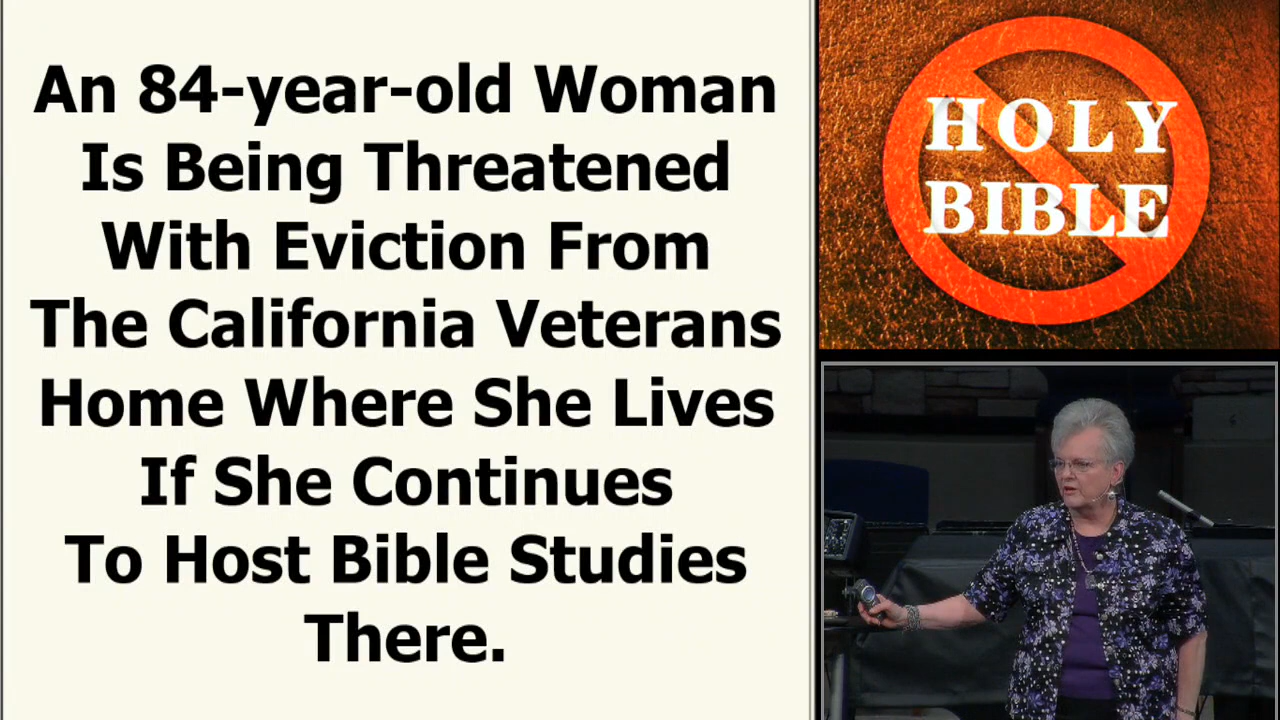 An 84-year-old Woman
Is Being Threatened
With Eviction From
The California Veterans
Home Where She Lives
If She Continues
To Host Bible Studies
There.
HOLY
BIBLE